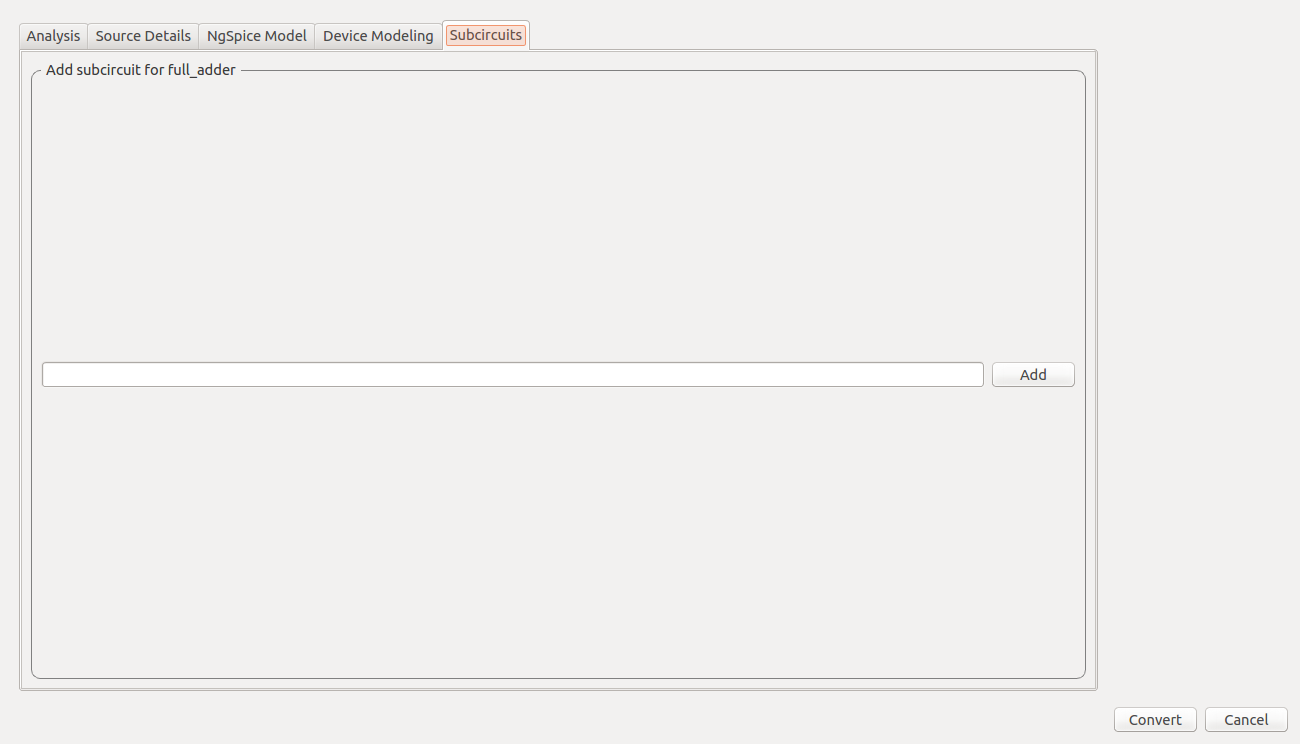 Analysis Source Details NgSpice Model Device Modeling Subcircuits
Add subcircuit for full_adder
Add
Convert Cancel